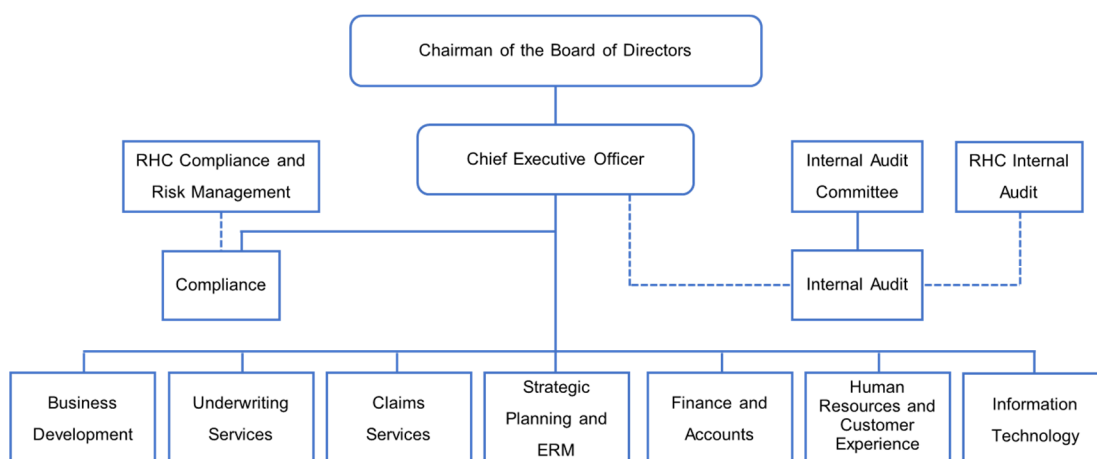 Chairman of the Board of Directors
Chief Executive Officer
RHC Compliance and
Risk Management
Internal Audit
Committee
RHC Internal
Audit
Compliance
Internal Audit
Business
Development
Underwriting
Services
Claims
Services
Strategic
Planning and
ERM
Finance and
Accounts
Human
Resources and
Customer
Experience
Information
Technology